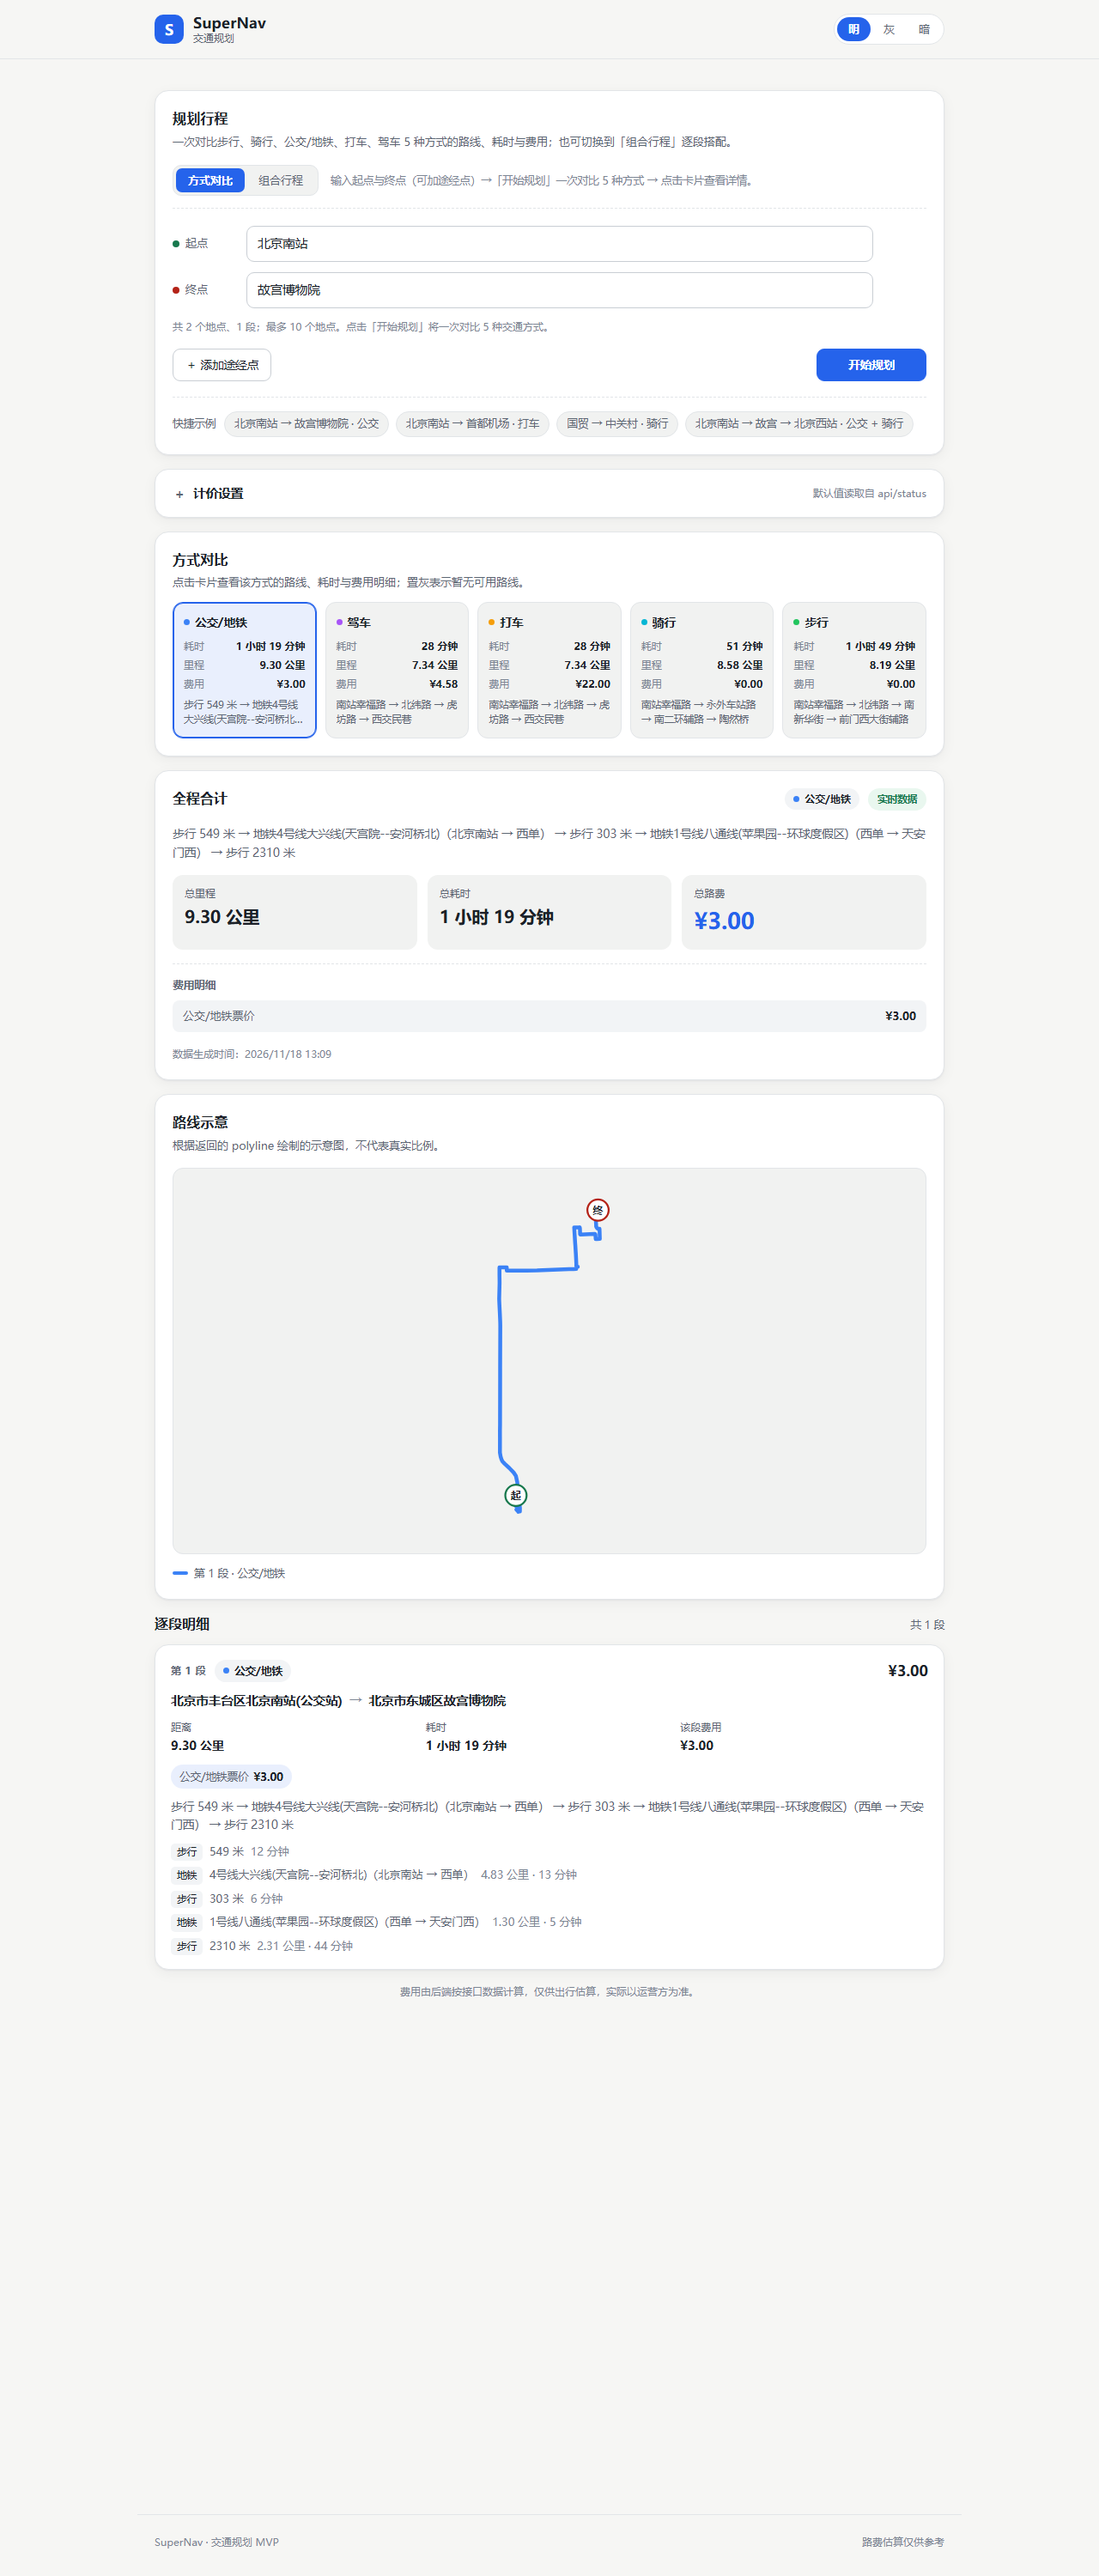 S
SuperNav
交通规划
明 灰 暗
规划行程
一次对比步行、骑行、公交/地铁、打车、驾车 5 种方式的路线、耗时与费用；也可切换到「组合行程」逐段搭配。
方式对比 组合行程 输入起点与终点（可加途经点）→「开始规划」一次对比 5 种方式 → 点击卡片查看详情。
起点 北京南站
终点 故宫博物院
共 2 个地点、1 段；最多 10 个地点。点击「开始规划」将一次对比 5 种交通方式。
+ 添加途经点 开始规划
快捷示例 北京南站 → 故宫博物院 · 公交 北京南站 → 首都机场 · 打车 国贸 → 中关村 · 骑行 北京南站 → 故宫 → 北京西站 · 公交 + 骑行
+ 计价设置 默认值读取自 api/status
方式对比
点击卡片查看该方式的路线、耗时与费用明细；置灰表示暂无可用路线。
公交/地铁
耗时 1 小时 19 分钟
里程 9.30 公里
费用 ¥3.00
步行 549 米 → 地铁4号线
大兴线(天宫院--安河桥北...
驾车
耗时 28 分钟
里程 7.34 公里
费用 ¥4.58
南站幸福路 → 北纬路 → 虎
坊路 → 西交民巷
打车
耗时 28 分钟
里程 7.34 公里
费用 ¥22.00
南站幸福路 → 北纬路 → 虎
坊路 → 西交民巷
骑行
耗时 51 分钟
里程 8.58 公里
费用 ¥0.00
南站幸福路 → 永外车站路
→ 南二环辅路 → 陶然桥
步行
耗时 1 小时 49 分钟
里程 8.19 公里
费用 ¥0.00
南站幸福路 → 北纬路 → 南
新华街 → 前门西大街辅路
全程合计 公交/地铁 实时数据
步行 549 米 → 地铁4号线大兴线(天宫院--安河桥北)（北京南站 → 西单） → 步行 303 米 → 地铁1号线八通线(苹果园--环球度假区)（西单 → 天安
门西） → 步行 2310 米
总里程
9.30 公里
总耗时
1 小时 19 分钟
总路费
¥3.00
费用明细
公交/地铁票价 ¥3.00
数据生成时间：2026/11/18 13:09
路线示意
根据返回的 polyline 绘制的示意图，不代表真实比例。
终
起
第 1 段 · 公交/地铁
逐段明细 共 1 段
第 1 段 公交/地铁 ¥3.00
北京市丰台区北京南站(公交站) → 北京市东城区故宫博物院
距离 耗时 该段费用
9.30 公里 1 小时 19 分钟 ¥3.00
公交/地铁票价 ¥3.00
步行 549 米 → 地铁4号线大兴线(天宫院--安河桥北)（北京南站 → 西单） → 步行 303 米 → 地铁1号线八通线(苹果园--环球度假区)（西单 → 天安
门西） → 步行 2310 米
步行 549 米 12 分钟
地铁 4号线大兴线(天宫院--安河桥北)（北京南站 → 西单） 4.83 公里 · 13 分钟
步行 303 米 6 分钟
地铁 1号线八通线(苹果园--环球度假区)（西单 → 天安门西） 1.30 公里 · 5 分钟
步行 2310 米 2.31 公里 · 44 分钟
费用由后端按接口数据计算，仅供出行估算，实际以运营方为准。
SuperNav · 交通规划 MVP 路费估算仅供参考